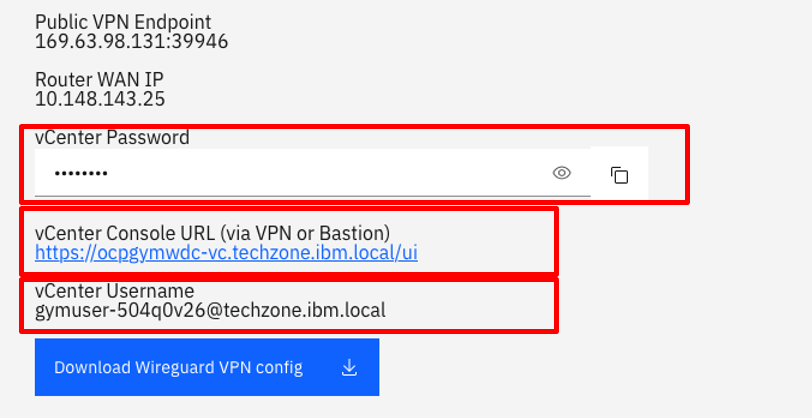 Public VPN Endpoint
169.63.98.131:39946
Router WAN IP
10.148.143.25
vCenter Password
••••••••
vCenter Console URL (via VPN or Bastion)
https://ocpgymwdc-vc.techzone.ibm.local/ui
vCenter Username
gymuser-504q0v26@techzone.ibm.local
Download Wireguard VPN config